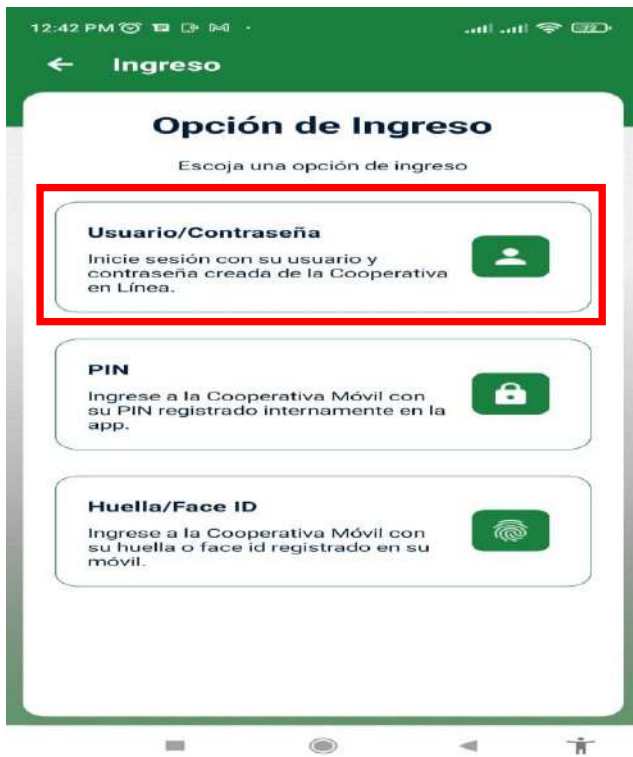 12:42 PM
72
Ingreso
Opción de Ingreso
Escoja una opción de ingreso
Usuario/Contraseña
Inicie sesión con su usuario y
contraseña creada de la Cooperativa
en Línea.
PIN
Ingrese a la Cooperativa Móvil con
su PIN registrado internamente en la
app.
Huella/Face ID
Ingrese a la Cooperativa Móvil con
su huella o face id registrado en su
móvil.